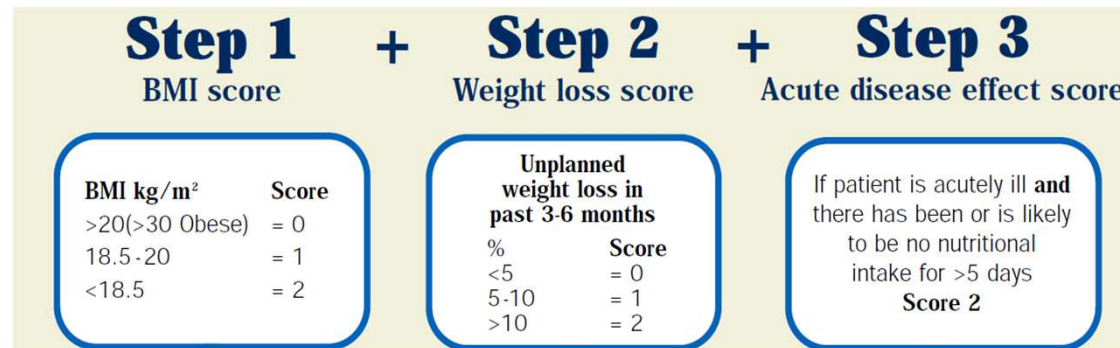 Step 1 + Step 2 + Step 3
BMI score
Weight loss score
Acute disease effect score
BMI kg/m² Score
>20(>30 Obese) = 0
18.5-20 = 1
<18.5 = 2
Unplanned
weight loss in
past 3-6 months
% Score
<5 = 0
5-10 = 1
>10 = 2
If patient is acutely ill and
there has been or is likely
to be no nutritional
intake for >5 days
Score 2